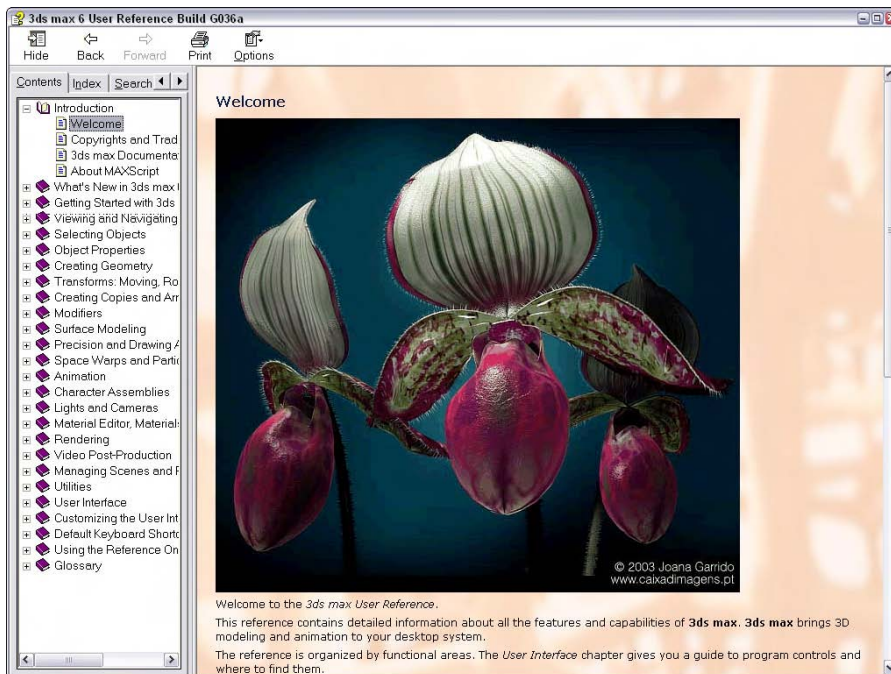 3ds max 6 User Reference Build G036a
Hide Back Forward Print Options
Contents Index Search
Introduction
Welcome
Copyrights and Trad
3ds max Documenta
About MAXScript
What's New in 3ds max
Getting Started with 3ds
Viewing and Navigating
Selecting Objects
Object Properties
Creating Geometry
Transforms: Moving, Ro
Creating Copies and Arr
Modifiers
Surface Modeling
Precision and Drawing A
Space Warps and Parti
Animation
Character Assemblies
Lights and Cameras
Material Editor, Materials
Rendering
Video Post-Production
Managing Scenes and F
Utilities
User Interface
Customizing the User Int
Default Keyboard Shortc
Using the Reference On
Glossary
Welcome
© 2003 Joana Garrido
www.caixadimagens.pt
Welcome to the 3ds max User Reference.
This reference contains detailed information about all the features and capabilities of 3ds max. 3ds max brings 3D
modeling and animation to your desktop system.
The reference is organized by functional areas. The User Interface chapter gives you a guide to program controls and
where to find them.